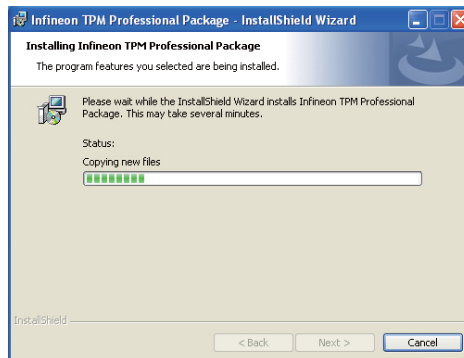 Infineon TPM Professional Package - InstallShield Wizard
Installing Infineon TPM Professional Package
The program features you selected are being installed.
Please wait while the InstallShield Wizard installs Infineon TPM Professional
Package. This may take several minutes.
Status:
Copying new files
InstallShield
< Back
Next >
Cancel